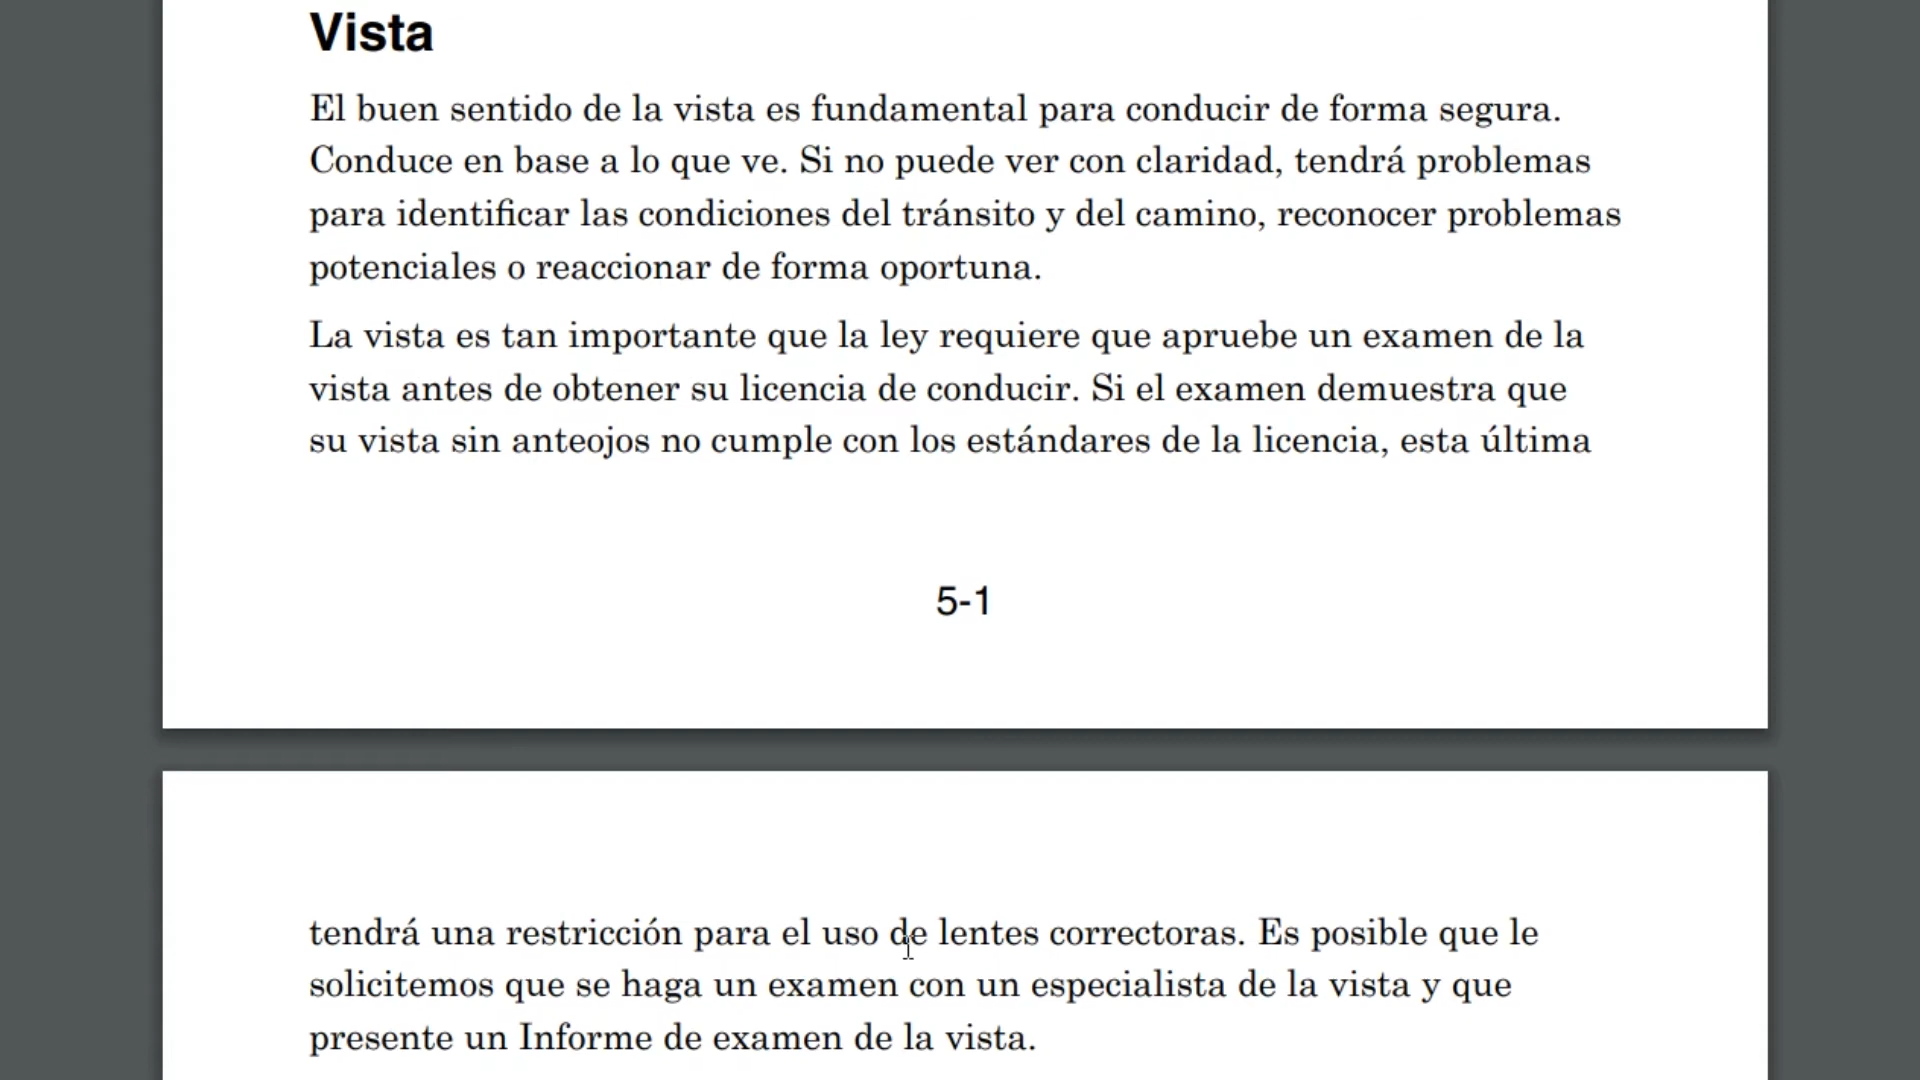 Vista
El buen sentido de la vista es fundamental para conducir de forma segura.
Conduce en base a lo que ve. Si no puede ver con claridad, tendrá problemas
para identificar las condiciones del tránsito y del camino, reconocer problemas
potenciales o reaccionar de forma oportuna.
La vista es tan importante que la ley requiere que apruebe un examen de la
vista antes de obtener su licencia de conducir. Si el examen demuestra que
su vista sin anteojos no cumple con los estándares de la licencia, esta última
5-1
tendrá una restricción para el uso de lentes correctoras. Es posible que le
solicitemos que se haga un examen con un especialista de la vista y que
presente un Informe de examen de la vista.